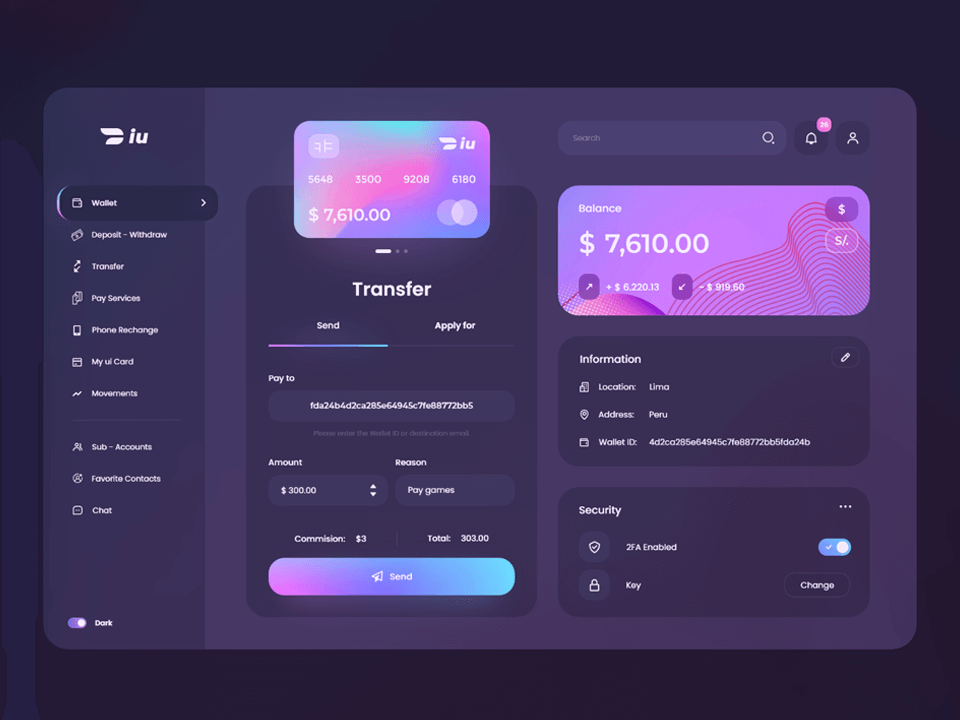 iu
Wallet
Deposit - Withdraw
Transfer
Pay Services
Phone Rechange
My ui Card
Movements
Sub - Accounts
Favorite Contacts
Chat
Dark
iu
5648 3500 9208 6180
$ 7,610.00
Transfer
Send Apply for
Pay to
fda24b4d2ca285e64945c7fe88772bb5
Please enter the Wallet ID or destination email.
Amount Reason
$ 300.00 Pay games
Commision: $3 Total: 303.00
Send
Search
26
Balance
$
$ 7,610.00
S/.
+ $ 6.220.13 - $ 919.60
Information
Location: Lima
Address: Peru
Wallet ID: 4d2ca285e64945c7fe88772bb5fda24b
Security
2FA Enabled
Key Change